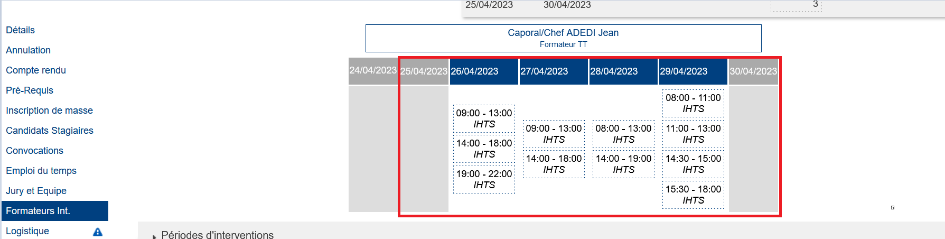 25/04/2023 30/04/2023 3
Détails
Annulation
Compte rendu
Pré-Requis
Inscription de masse
Candidats Stagiaires
Convocations
Emploi du temps
Jury et Equipe
Formateurs Int.
Logistique
Caporal/Chef ADEDI Jean
Formateur TT
24/04/2023 25/04/2023 26/04/2023 27/04/2023 28/04/2023 29/04/2023 30/04/2023
09:00 - 13:00
IHTS
14:00 - 18:00
IHTS
19:00 - 22:00
IHTS
09:00 - 13:00
IHTS
14:00 - 18:00
IHTS
08:00 - 13:00
IHTS
14:00 - 19:00
IHTS
08:00 - 11:00
IHTS
11:00 - 13:00
IHTS
14:30 - 15:00
IHTS
15:30 - 18:00
IHTS
Périodes d'interventions